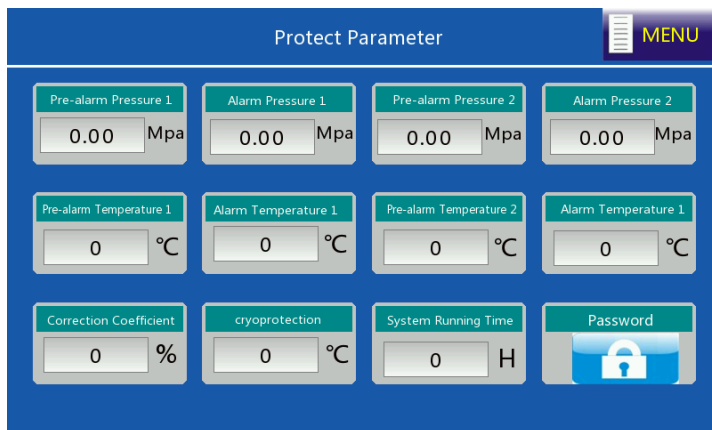 Protect Parameter
MENU
Pre-alarm Pressure 1
Alarm Pressure 1
Pre-alarm Pressure 2
Alarm Pressure 2
0.00 Mpa
0.00 Mpa
0.00 Mpa
0.00 Mpa
Pre-alarm Temperature 1
Alarm Temperature 1
Pre-alarm Temperature 2
Alarm Temperature 1
0 ℃
0 ℃
0 ℃
0 ℃
Correction Coefficient
cryoprotection
System Running Time
Password
0 %
0 ℃
0 H